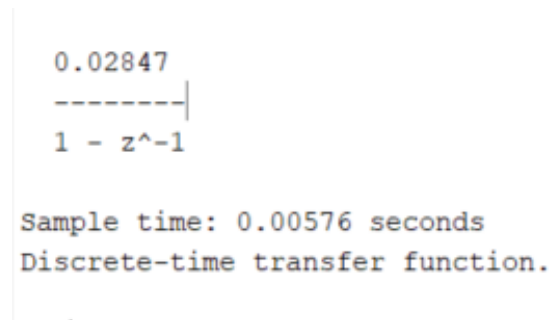 0.02847
--------
1 - z^-1
Sample time: 0.00576 seconds
Discrete-time transfer function.